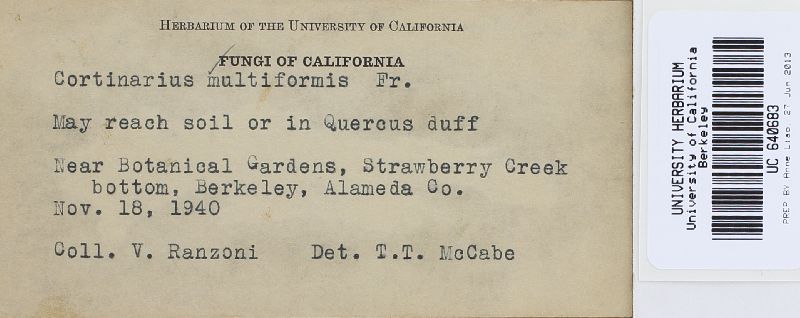 HERBARIUM OF THE UNIVERSITY OF CALIFORNIA
FUNGI OF CALIFORNIA
Cortinarius multiformis Fr.
May reach soil or in Quercus duff
Near Botanical Gardens, Strawberry Creek
bottom, Berkeley, Alameda Co.
Nov. 18, 1940
Coll. V. Ranzoni Det. T.T. McCabe
UNIVERSITY HERBARIUM
University of California
Berkeley
UC 640683
PREP BY Anne Liao, 27 Jun 2013